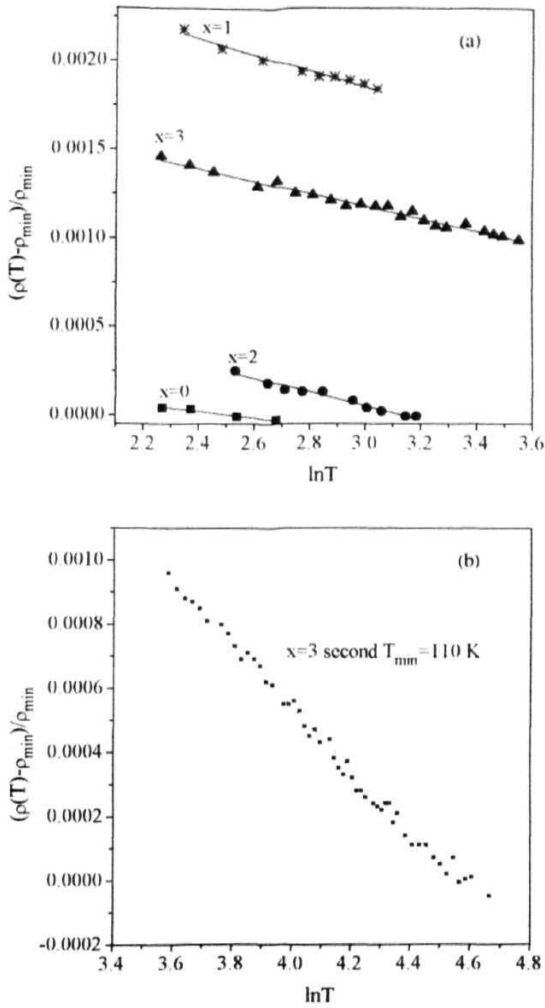 (a)
x=1
x=3
x=2
x=0
0.0020
0.0015
0.0010
0.0005
0.0000
(ρ(T)-ρmin)/ρmin
2.2 2.4 2.6 2.8 3.0 3.2 3.4 3.6
lnT
(b)
x=3 second Tmin=110 K
0.0010
0.0008
0.0006
0.0004
0.0002
0.0000
-0.0002
(ρ(T)-ρmin)/ρmin
3.4 3.6 3.8 4.0 4.2 4.4 4.6 4.8
lnT